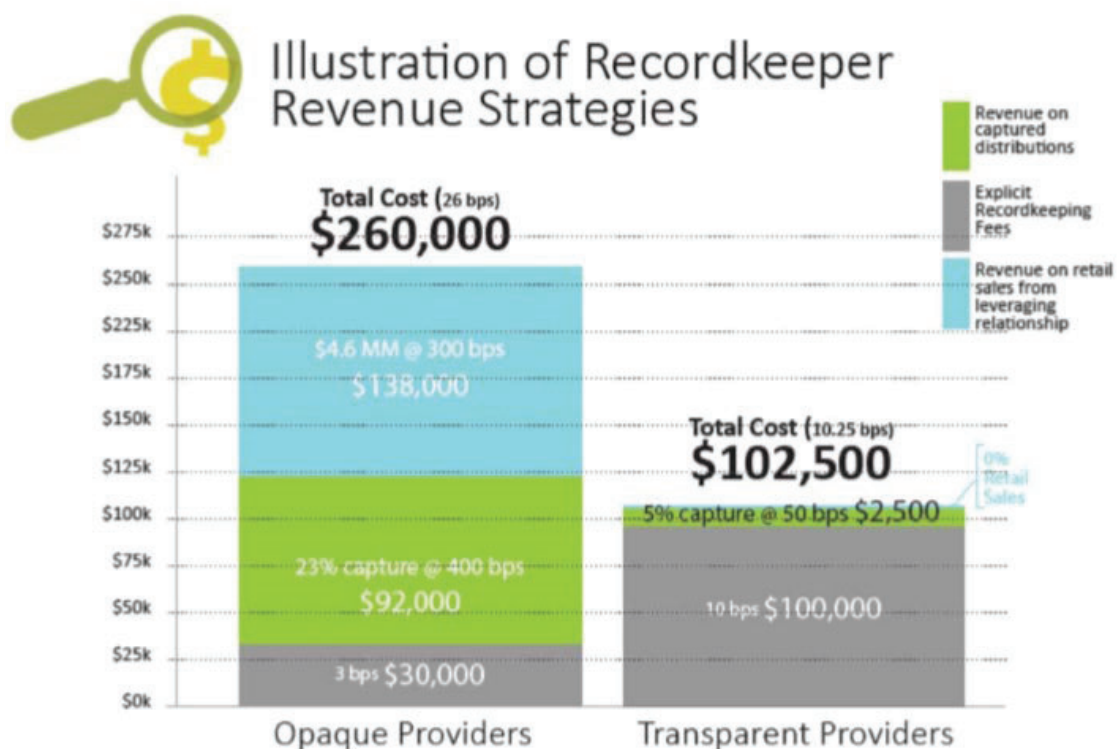 Illustration of Recordkeeper
Revenue Strategies
Revenue on
captured
distributions
Explicit
Recordkeeping
Fees
Revenue on retail
sales from
leveraging
relationship
$275k
$250k
$225k
$175k
$150k
$125k
$100k
$75k
$50k
$25k
$0k
Total Cost (26 bps)
$260,000
$4.6 MM @ 300 bps
$138,000
23% capture @ 400 bps
$92,000
3 bps $30,000
Total Cost (10.25 bps)
$102,500
0%
Retail
Sales
5% capture @ 50 bps $2,500
10 bps $100,000
Opaque Providers
Transparent Providers